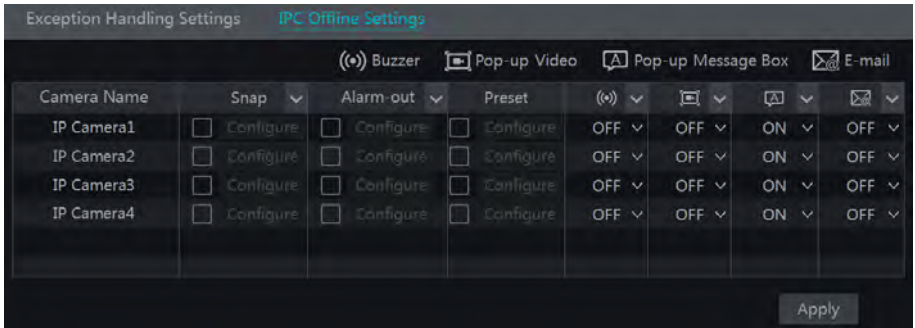 Exception Handling Settings IPC Offline Settings
Buzzer Pop-up Video A Pop-up Message Box E-mail
Camera Name Snap Alarm-out Preset A
IP Camera1 Configure Configure Configure OFF OFF ON OFF
IP Camera2 Configure Configure Configure OFF OFF ON OFF
IP Camera3 Configure Configure Configure OFF OFF ON OFF
IP Camera4 Configure Configure Configure OFF OFF ON OFF
Apply